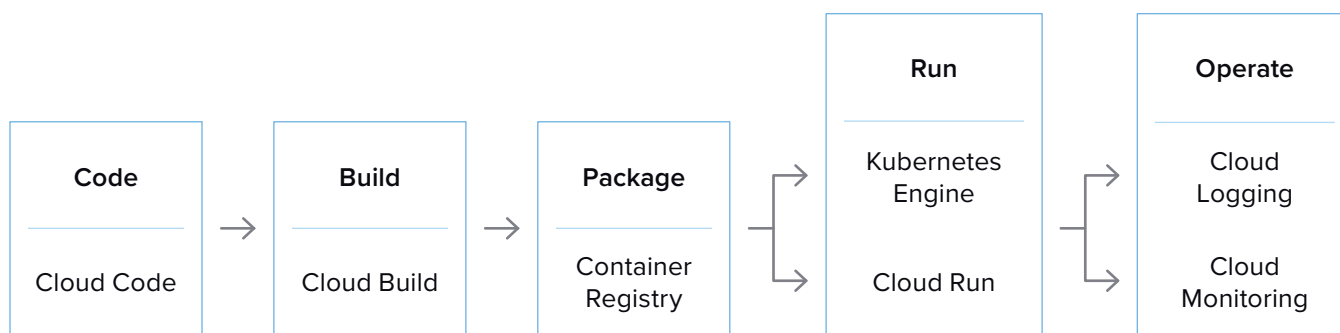 Code
Cloud Code
Build
Cloud Build
Package
Container
Registry
Run
Kubernetes
Engine
Cloud Run
Operate
Cloud
Logging
Cloud
Monitoring